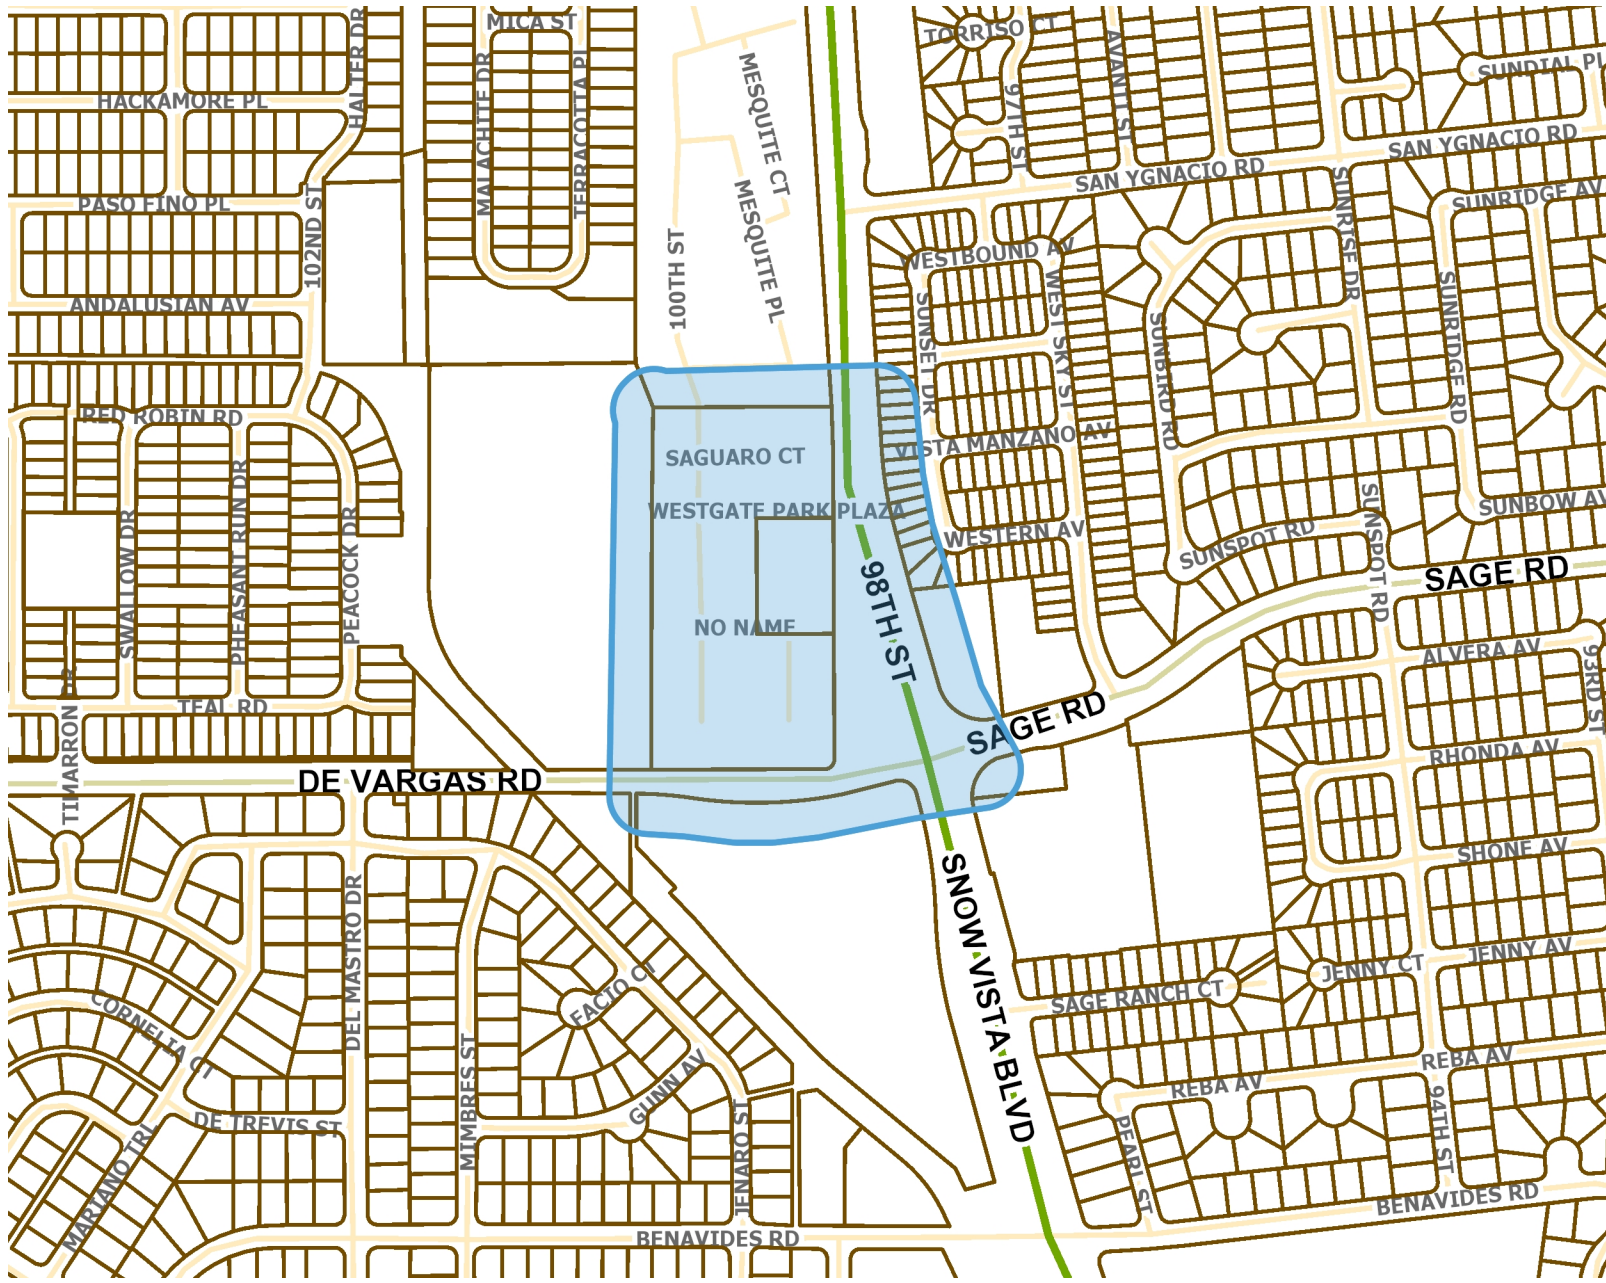 MICA ST
TORRISO CT
HALTER DR
MALACHITE DR
TERRACOTTA PL
MESQUITE CT
97TH ST
AVANTI ST
SUNDIAL PL
HACKAMORE PL
SAN YGNACIO RD
SAN YGNACIO RD
PASO FINO PL
102ND ST
100TH ST
MESQUITE PL
SUNRISE DR
SUNRIDGE AV
WESTBOUND AV
ANDALUSIAN AV
SUNSET DR
WEST SKY ST
SUNBIRD RD
SUNRIDGE RD
RED ROBIN RD
VISTA MANZANO AV
SAGUARO CT
WESTGATE PARK PLAZA
WESTERN AV
SUNSPOT RD
SUNSPOT RD
SUNBOW AV
SWALLOW DR
PHEASANT RUN DR
PEACOCK DR
98TH ST
SAGE RD
NO NAME
ALVERA AV
93RD ST
TEAL RD
TIMARRON DR
SAGE RD
RHONDA AV
DE VARGAS RD
SHONE AV
DEL MASTRO DR
SNOW VISTA BLVD
JENNY AV
JENNY CT
FACIO CT
SAGE RANCH CT
CORNELIA CT
MIMBRES ST
GUNN AV
REBA AV
REBA AV
DE TREVIS ST
MARIANO TRL
JENARO ST
PEARL ST
94TH ST
BENAVIDES RD
BENAVIDES RD